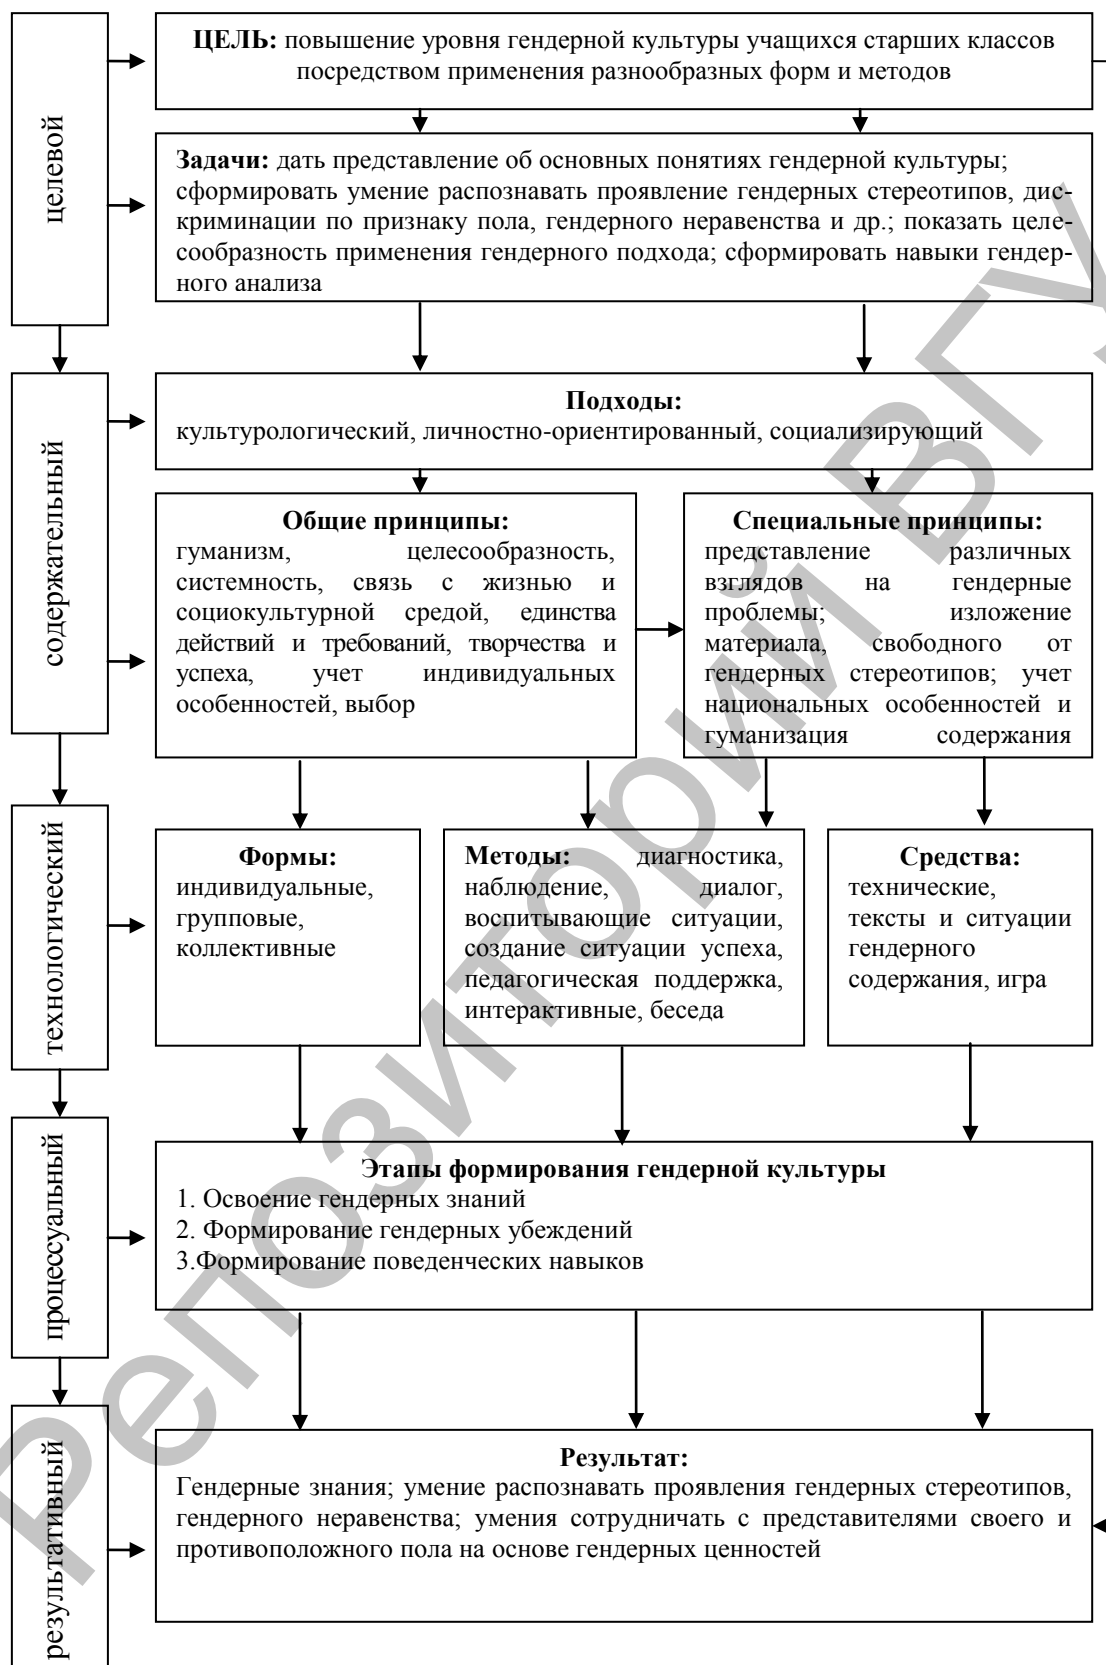 целевой
ЦЕЛЬ: повышение уровня гендерной культуры учащихся старших классов
посредством применения разнообразных форм и методов
Задачи: дать представление об основных понятиях гендерной культуры;
сформировать умение распознавать проявление гендерных стереотипов, дис-
криминации по признаку пола, гендерного неравенства и др.; показать целе-
сообразность применения гендерного подхода; сформировать навыки гендер-
ного анализа
содержательный
Подходы:
культурологический, личностно-ориентированный, социализирующий
Общие принципы:
гуманизм, целесообразность,
системность, связь с жизнью и
социокультурной средой, единства
действий и требований, творчества и
успеха, учет индивидуальных
особенностей, выбор
Специальные принципы:
представление различных
взглядов на гендерные
проблемы; изложение
материала, свободного от
гендерных стереотипов; учет
национальных особенностей и
гуманизация содержания
технологический
Формы:
индивидуальные,
групповые,
коллективные
Методы: диагностика,
наблюдение, диалог,
воспитывающие ситуации,
создание ситуации успеха,
педагогическая поддержка,
интерактивные, беседа
Средства:
технические,
тексты и ситуации
гендерного
содержания, игра
процессуальный
Этапы формирования гендерной культуры
1. Освоение гендерных знаний
2. Формирование гендерных убеждений
3.Формирование поведенческих навыков
результативный
Результат:
Гендерные знания; умение распознавать проявления гендерных стереотипов,
гендерного неравенства; умения сотрудничать с представителями своего и
противоположного пола на основе гендерных ценностей
Репозиторий ВГУ